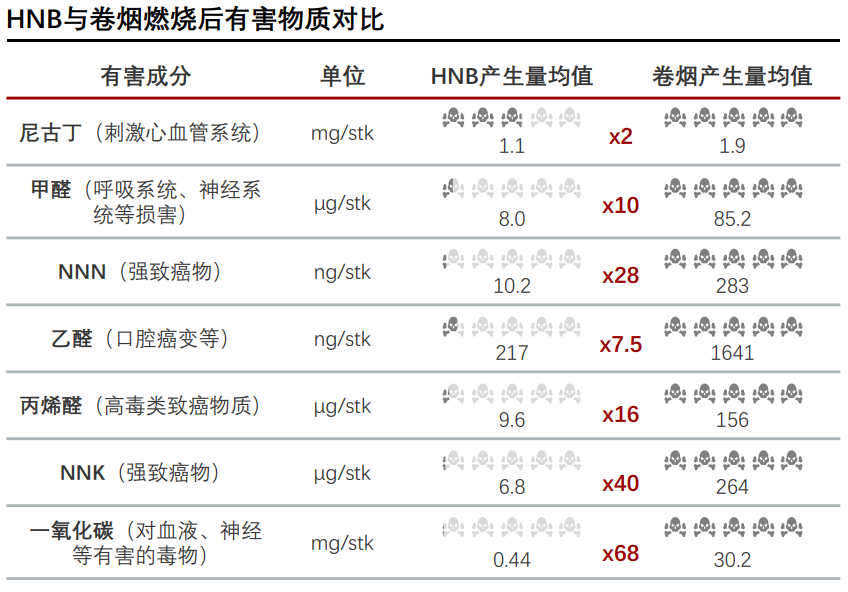 HNB与卷烟燃烧后有害物质对比
有害成分 单位 HNB产生量均值 卷烟产生量均值
尼古丁（刺激心血管系统） mg/stk 1.1 x2 1.9
甲醛（呼吸系统、神经系
统等损害） μg/stk 8.0 x10 85.2
NNN（强致癌物） ng/stk 10.2 x28 283
乙醛（口腔癌变等） ng/stk 217 x7.5 1641
丙烯醛（高毒类致癌物质） μg/stk 9.6 x16 156
NNK（强致癌物） μg/stk 6.8 x40 264
一氧化碳（对血液、神经
等有害的毒物） mg/stk 0.44 x68 30.2